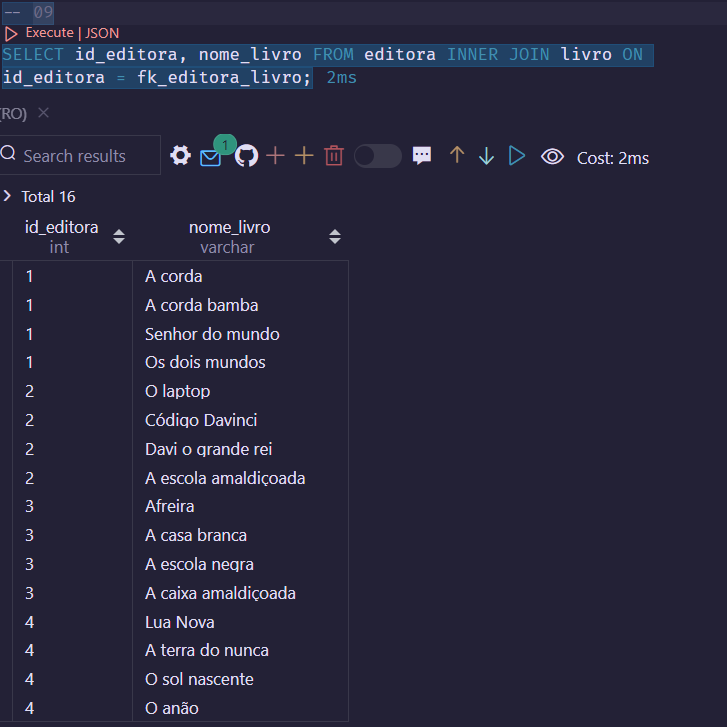 -- 09
Execute | JSON
SELECT id_editora, nome_livro FROM editora INNER JOIN livro ON
id_editora = fk_editora_livro; 2ms
(RO)
Search results 1 Cost: 2ms
Total 16
id_editora nome_livro
int varchar
1 A corda
1 A corda bamba
1 Senhor do mundo
1 Os dois mundos
2 O laptop
2 Código Davinci
2 Davi o grande rei
2 A escola amaldiçoada
3 Afreira
3 A casa branca
3 A escola negra
3 A caixa amaldiçoada
4 Lua Nova
4 A terra do nunca
4 O sol nascente
4 O anão